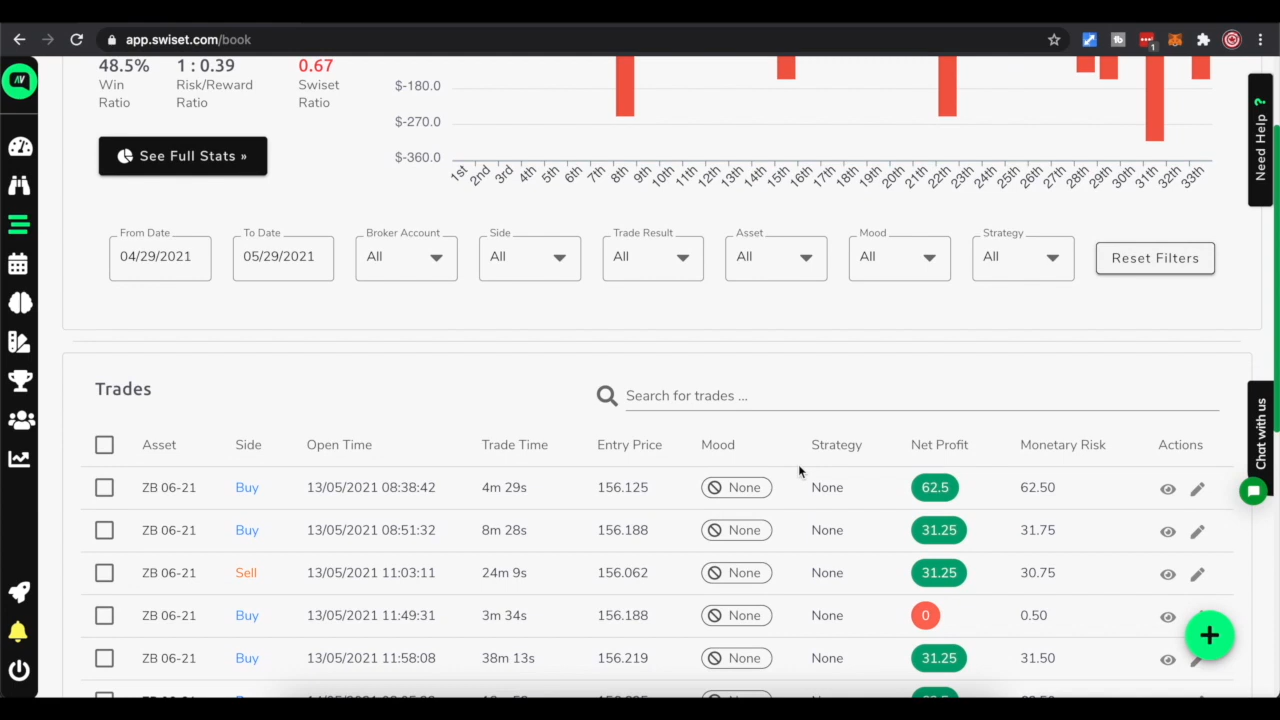 app.swiset.com/book
48.5% 1 : 0.39 0.67
Win Risk/Reward Swiset
Ratio Ratio Ratio
$-180.0
$-270.0
$-360.0
1st 2nd 3rd 4th 5th 6th 7th 8th 9th 10th 11th 12th 13th 14th 15th 16th 17th 18th 19th 20th 21th 22th 23th 24th 25th 26th 27th 28th 29th 30th 31th 32th 33th
See Full Stats »
Need Help ?
From Date To Date Broker Account Side Trade Result Asset Mood Strategy
04/29/2021 05/29/2021 All All All All All All Reset Filters
Trades
Search for trades ...
Chat with us
Asset Side Open Time Trade Time Entry Price Mood Strategy Net Profit Monetary Risk Actions
ZB 06-21 Buy 13/05/2021 08:38:42 4m 29s 156.125 None None 62.5 62.50
ZB 06-21 Buy 13/05/2021 08:51:32 8m 28s 156.188 None None 31.25 31.75
ZB 06-21 Sell 13/05/2021 11:03:11 24m 9s 156.062 None None 31.25 30.75
ZB 06-21 Buy 13/05/2021 11:49:31 3m 34s 156.188 None None 0 0.50
ZB 06-21 Buy 13/05/2021 11:58:08 38m 13s 156.219 None None 31.25 31.50